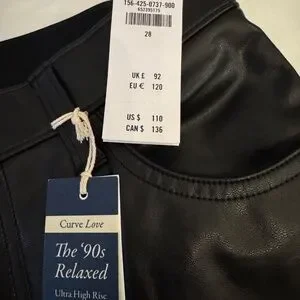 156-425-0737-900
28
UK £ 92
EU € 120
US $ 110
CAN $ 136
Curve Love
The '90s
Relaxed
Ultra High Rise